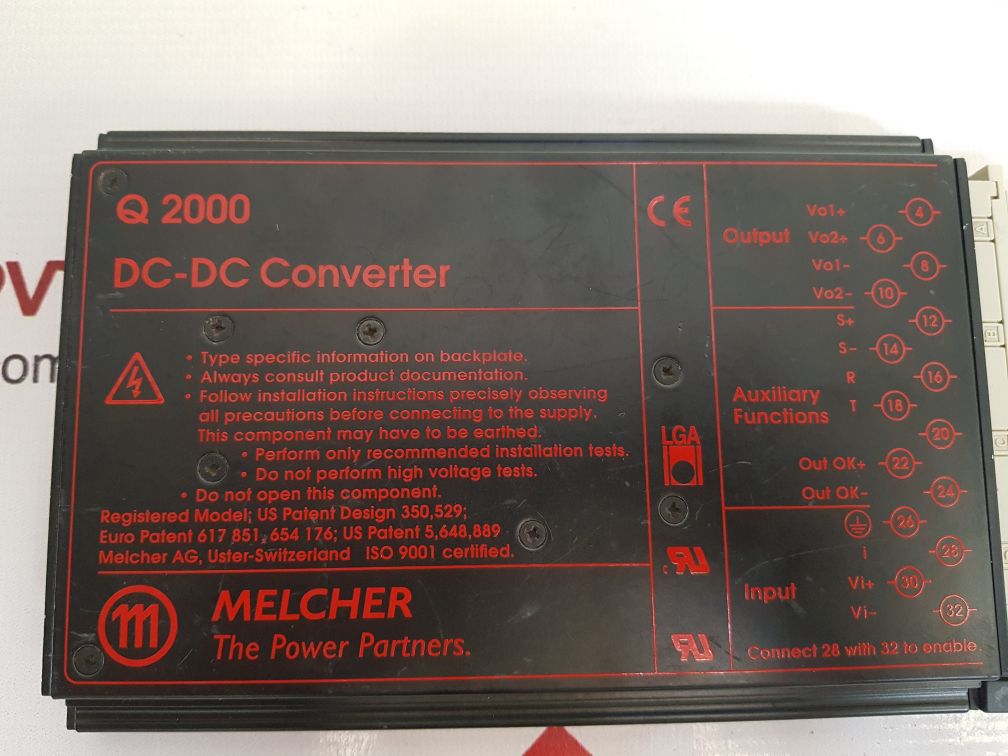 Q 2000
DC-DC Converter
• Type specific information on backplate.
• Always consult product documentation.
• Follow installation instructions precisely observing
all precautions before connecting to the supply.
This component may have to be earthed.
• Perform only recommended installation tests.
• Do not perform high voltage tests.
• Do not open this component.
Registered Model; US Patent Design 350,529;
Euro Patent 617 851, 654 176; US Patent 5,648,889
Melcher AG, Uster-Switzerland ISO 9001 certified.
m MELCHER
The Power Partners.
CE
LGA
c RU
RU
Output
Vo1+ 4
Vo2+ 6
Vo1- 8
Vo2- 10
Auxiliary
Functions
S+ 12
S- 14
R 16
T 18
20
Out OK+ 22
Out OK- 24
Input
26
i 28
Vi+ 30
Vi- 32
Connect 28 with 32 to enable.
A
B
C
com